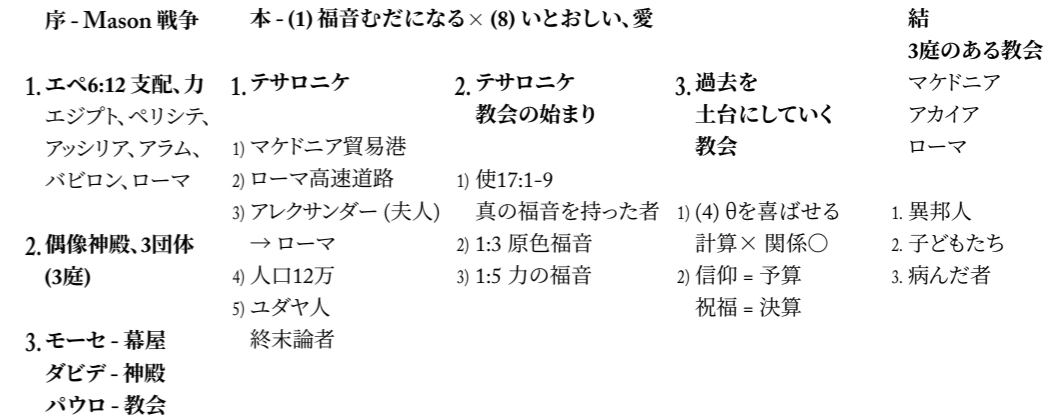 序 - Mason 戦争
1. エペ6:12 支配、力
エジプト、ペリシテ、
アッシリア、アラム、
バビロン、ローマ
2. 偶像神殿、3団体
(3庭)
3. モーセ - 幕屋
ダビデ - 神殿
パウロ - 教会
本 - (1) 福音むだになる× (8) いとおしい、愛
1. テサロニケ
1) マケドニア貿易港
2) ローマ高速道路
3) アレクサンダー (夫人)
→ ローマ
4) 人口12万
5) ユダヤ人
終末論者
2. テサロニケ
教会の始まり
1) 使17:1-9
真の福音を持った者
2) 1:3 原色福音
3) 1:5 力の福音
3. 過去を
土台にしていく
教会
1) (4) θを喜ばせる
計算× 関係〇
2) 信仰 = 予算
祝福 = 決算
結
3庭のある教会
マケドニア
アカイア
ローマ
1. 異邦人
2. 子どもたち
3. 病んだ者